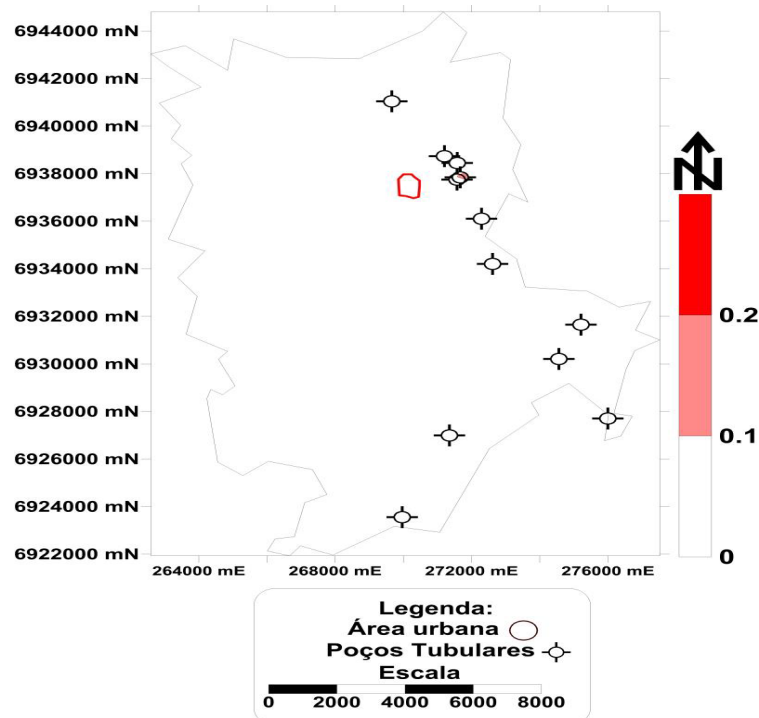 6944000 mN
6942000 mN
6940000 mN
6938000 mN
6936000 mN
6934000 mN
6932000 mN
6930000 mN
6928000 mN
6926000 mN
6924000 mN
6922000 mN
264000 mE 268000 mE 272000 mE 276000 mE
N
0.2
0.1
0
Legenda:
Área urbana
Poços Tubulares
Escala
0 2000 4000 6000 8000